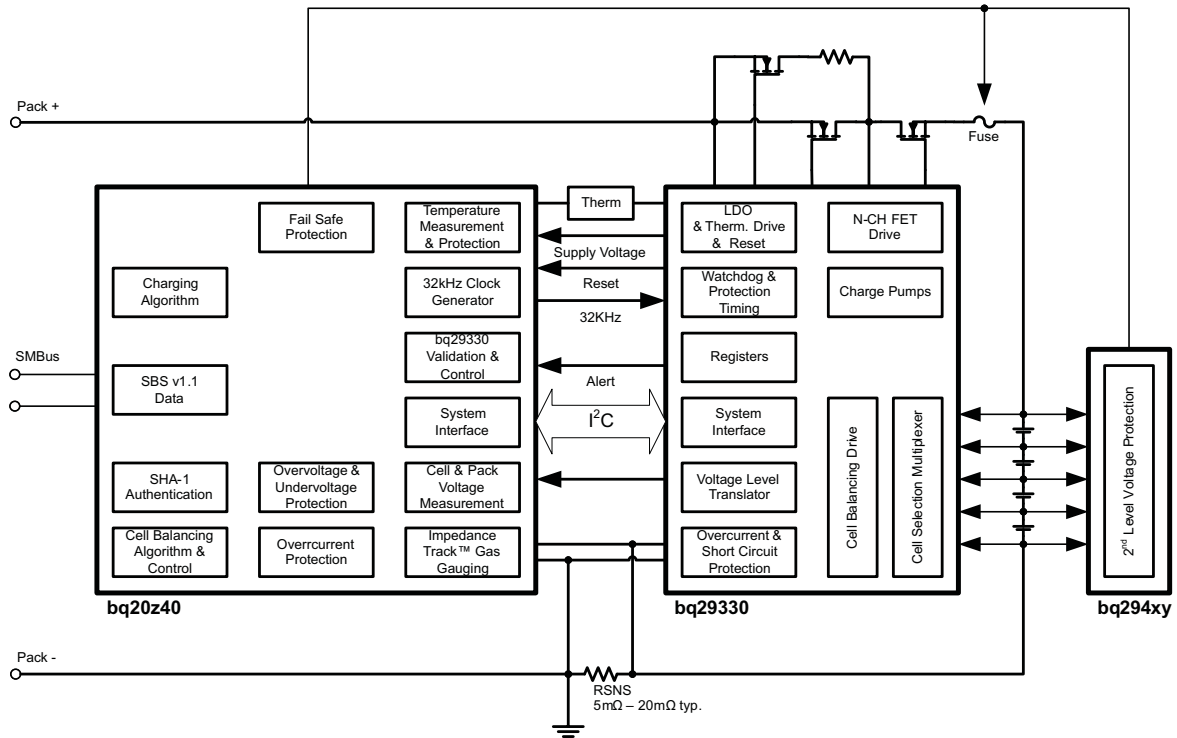 Pack +
Fuse
Fail Safe
Protection
Temperature
Measurement
& Protection
Therm
LDO
& Therm. Drive
& Reset
N-CH FET
Drive
Supply Voltage
Charging
Algorithm
32kHz Clock
Generator
Reset
32KHz
Watchdog &
Protection
Timing
Charge Pumps
SMBus
SBS v1.1
Data
bq29330
Validation &
Control
Alert
Registers
System
Interface
I²C
System
Interface
Cell Balancing Drive
Cell Selection Multiplexer
2nd Level Voltage Protection
SHA-1
Authentication
Overvoltage &
Undervoltage
Protection
Cell & Pack
Voltage
Measurement
Voltage Level
Translator
Cell Balancing
Algorithm &
Control
Overrcurrent
Protection
Impedance
Track™ Gas
Gauging
Overcurrent &
Short Circuit
Protection
bq20z40
bq29330
bq294xy
Pack -
RSNS
5mΩ – 20mΩ typ.